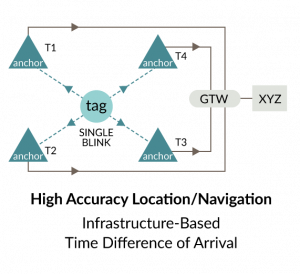 T1
anchor
T4
anchor
tag
GTW
XYZ
SINGLE
BLINK
T2
anchor
T3
anchor
High Accuracy Location/Navigation
Infrastructure-Based
Time Difference of Arrival